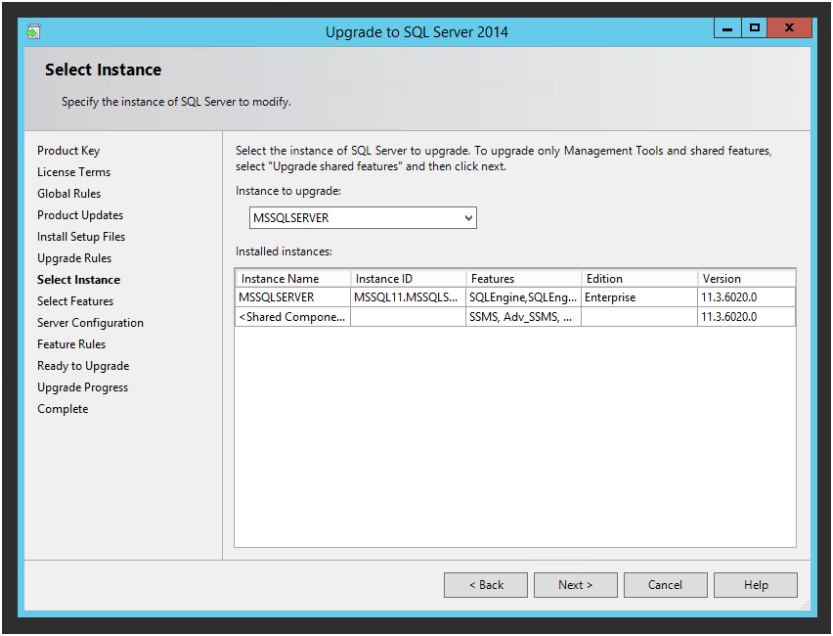 Upgrade to SQL Server 2014
Select Instance
Specify the instance of SQL Server to modify.
Product Key
License Terms
Global Rules
Product Updates
Install Setup Files
Upgrade Rules
Select Instance
Select Features
Server Configuration
Feature Rules
Ready to Upgrade
Upgrade Progress
Complete
Select the instance of SQL Server to upgrade. To upgrade only Management Tools and shared features,
select "Upgrade shared features" and then click next.
Instance to upgrade:
MSSQLSERVER
Installed instances:
Instance Name Instance ID Features Edition Version
MSSQLSERVER MSSQL11.MSSQLS... SQLEngine,SQLEng... Enterprise 11.3.6020.0
<Shared Compone... SSMS, Adv_SSMS, ... 11.3.6020.0
< Back Next > Cancel Help